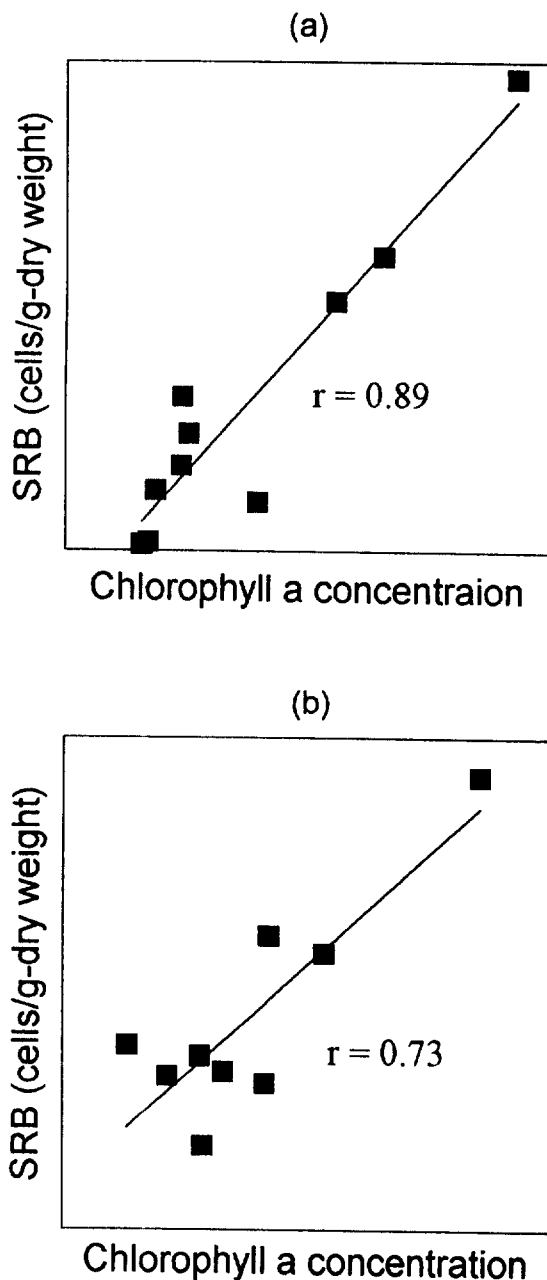 (a)
SRB (cells/g-dry weight)
r = 0.89
Chlorophyll a concentraion
(b)
SRB (cells/g-dry weight)
r = 0.73
Chlorophyll a concentration